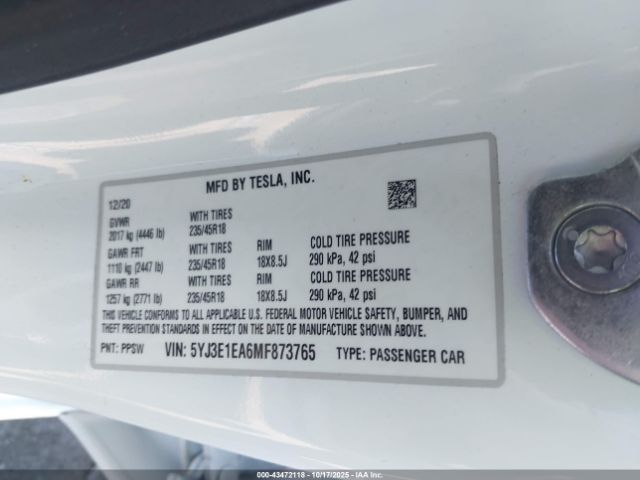 MFD BY TESLA, INC.
12/20
GVWR WITH TIRES
2017 kg (4446 lb) 235/45R18
GAWR FRT WITH TIRES RIM COLD TIRE PRESSURE
1110 kg (2447 lb) 235/45R18 18X8.5J 290 kPa, 42 psi
GAWR RR WITH TIRES RIM COLD TIRE PRESSURE
1257 kg (2771 lb) 235/45R18 18X8.5J 290 kPa, 42 psi
THIS VEHICLE CONFORMS TO ALL APPLICABLE U.S. FEDERAL MOTOR VEHICLE SAFETY, BUMPER, AND
THEFT PREVENTION STANDARDS IN EFFECT ON THE DATE OF MANUFACTURE SHOWN ABOVE.
PNT: PPSW VIN: 5YJ3E1EA6MF873765 TYPE: PASSENGER CAR
000-43472118 - 10/17/2025 - Copyright IAA, Inc. All Rights Reserved